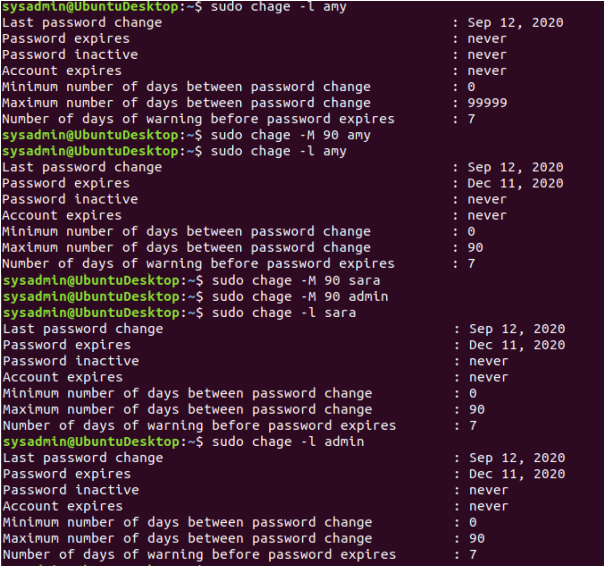 sysadmin@UbuntuDesktop:~$ sudo chage -l amy
Last password change : Sep 12, 2020
Password expires : never
Password inactive : never
Account expires : never
Minimum number of days between password change : 0
Maximum number of days between password change : 99999
Number of days of warning before password expires : 7
sysadmin@UbuntuDesktop:~$ sudo chage -M 90 amy
sysadmin@UbuntuDesktop:~$ sudo chage -l amy
Last password change : Sep 12, 2020
Password expires : Dec 11, 2020
Password inactive : never
Account expires : never
Minimum number of days between password change : 0
Maximum number of days between password change : 90
Number of days of warning before password expires : 7
sysadmin@UbuntuDesktop:~$ sudo chage -M 90 sara
sysadmin@UbuntuDesktop:~$ sudo chage -M 90 admin
sysadmin@UbuntuDesktop:~$ sudo chage -l sara
Last password change : Sep 12, 2020
Password expires : Dec 11, 2020
Password inactive : never
Account expires : never
Minimum number of days between password change : 0
Maximum number of days between password change : 90
Number of days of warning before password expires : 7
sysadmin@UbuntuDesktop:~$ sudo chage -l admin
Last password change : Sep 12, 2020
Password expires : Dec 11, 2020
Password inactive : never
Account expires : never
Minimum number of days between password change : 0
Maximum number of days between password change : 90
Number of days of warning before password expires : 7